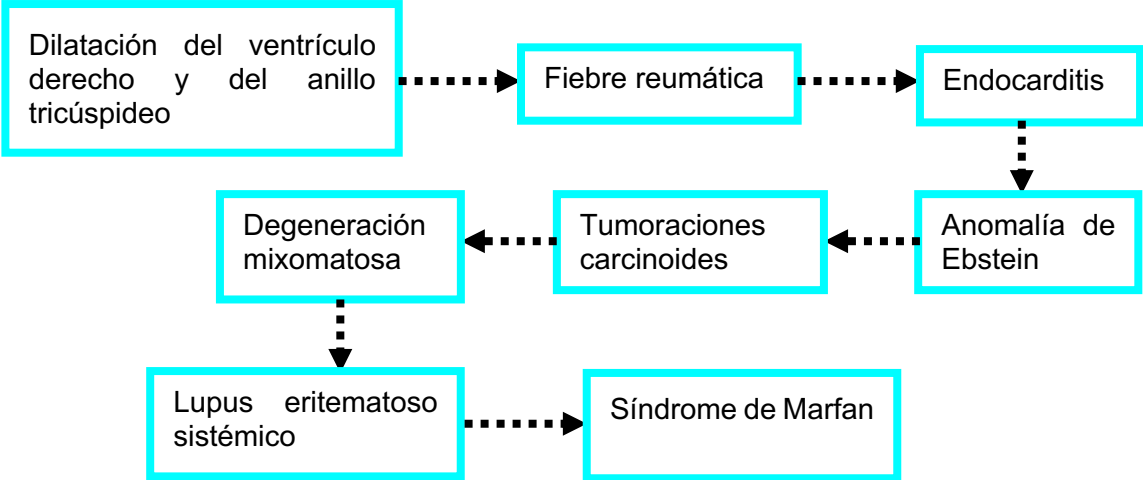 Dilatación del ventrículo
derecho y del anillo
tricúspideo
Fiebre reumática
Endocarditis
Anomalía de
Ebstein
Tumoraciones
carcinoides
Degeneración
mixomatosa
Lupus eritematoso
sistémico
Síndrome de Marfan